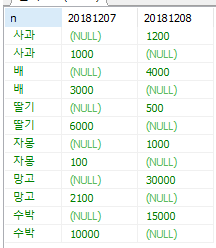 n 20181207 20181208
사과 (NULL) 1200
사과 1000 (NULL)
배 (NULL) 4000
배 3000 (NULL)
딸기 (NULL) 500
딸기 6000 (NULL)
자몽 (NULL) 1000
자몽 100 (NULL)
망고 (NULL) 30000
망고 2100 (NULL)
수박 (NULL) 15000
수박 10000 (NULL)